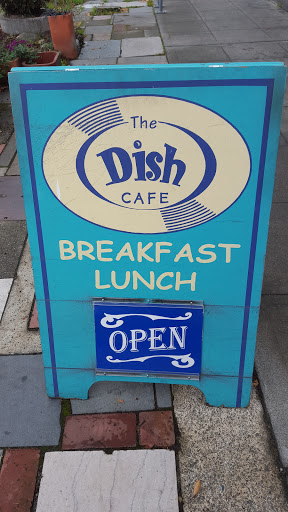 The
Dish
CAFE
BREAKFAST
LUNCH
OPEN